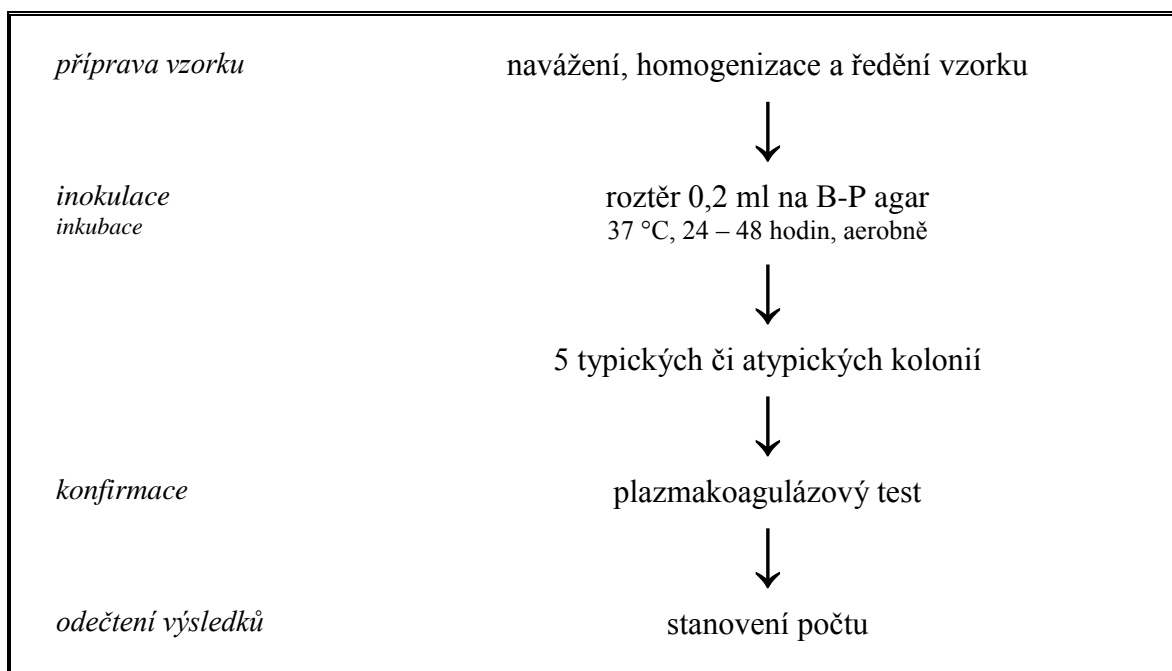 příprava vzorku
navážení, homogenizace a ředění vzorku
inokulace
roztěr 0,2 ml na B-P agar
inkubace
37 °C, 24 – 48 hodin, aerobně
5 typických či atypických kolonií
konfirmace
plazmakoagulázový test
odečtení výsledků
stanovení počtu